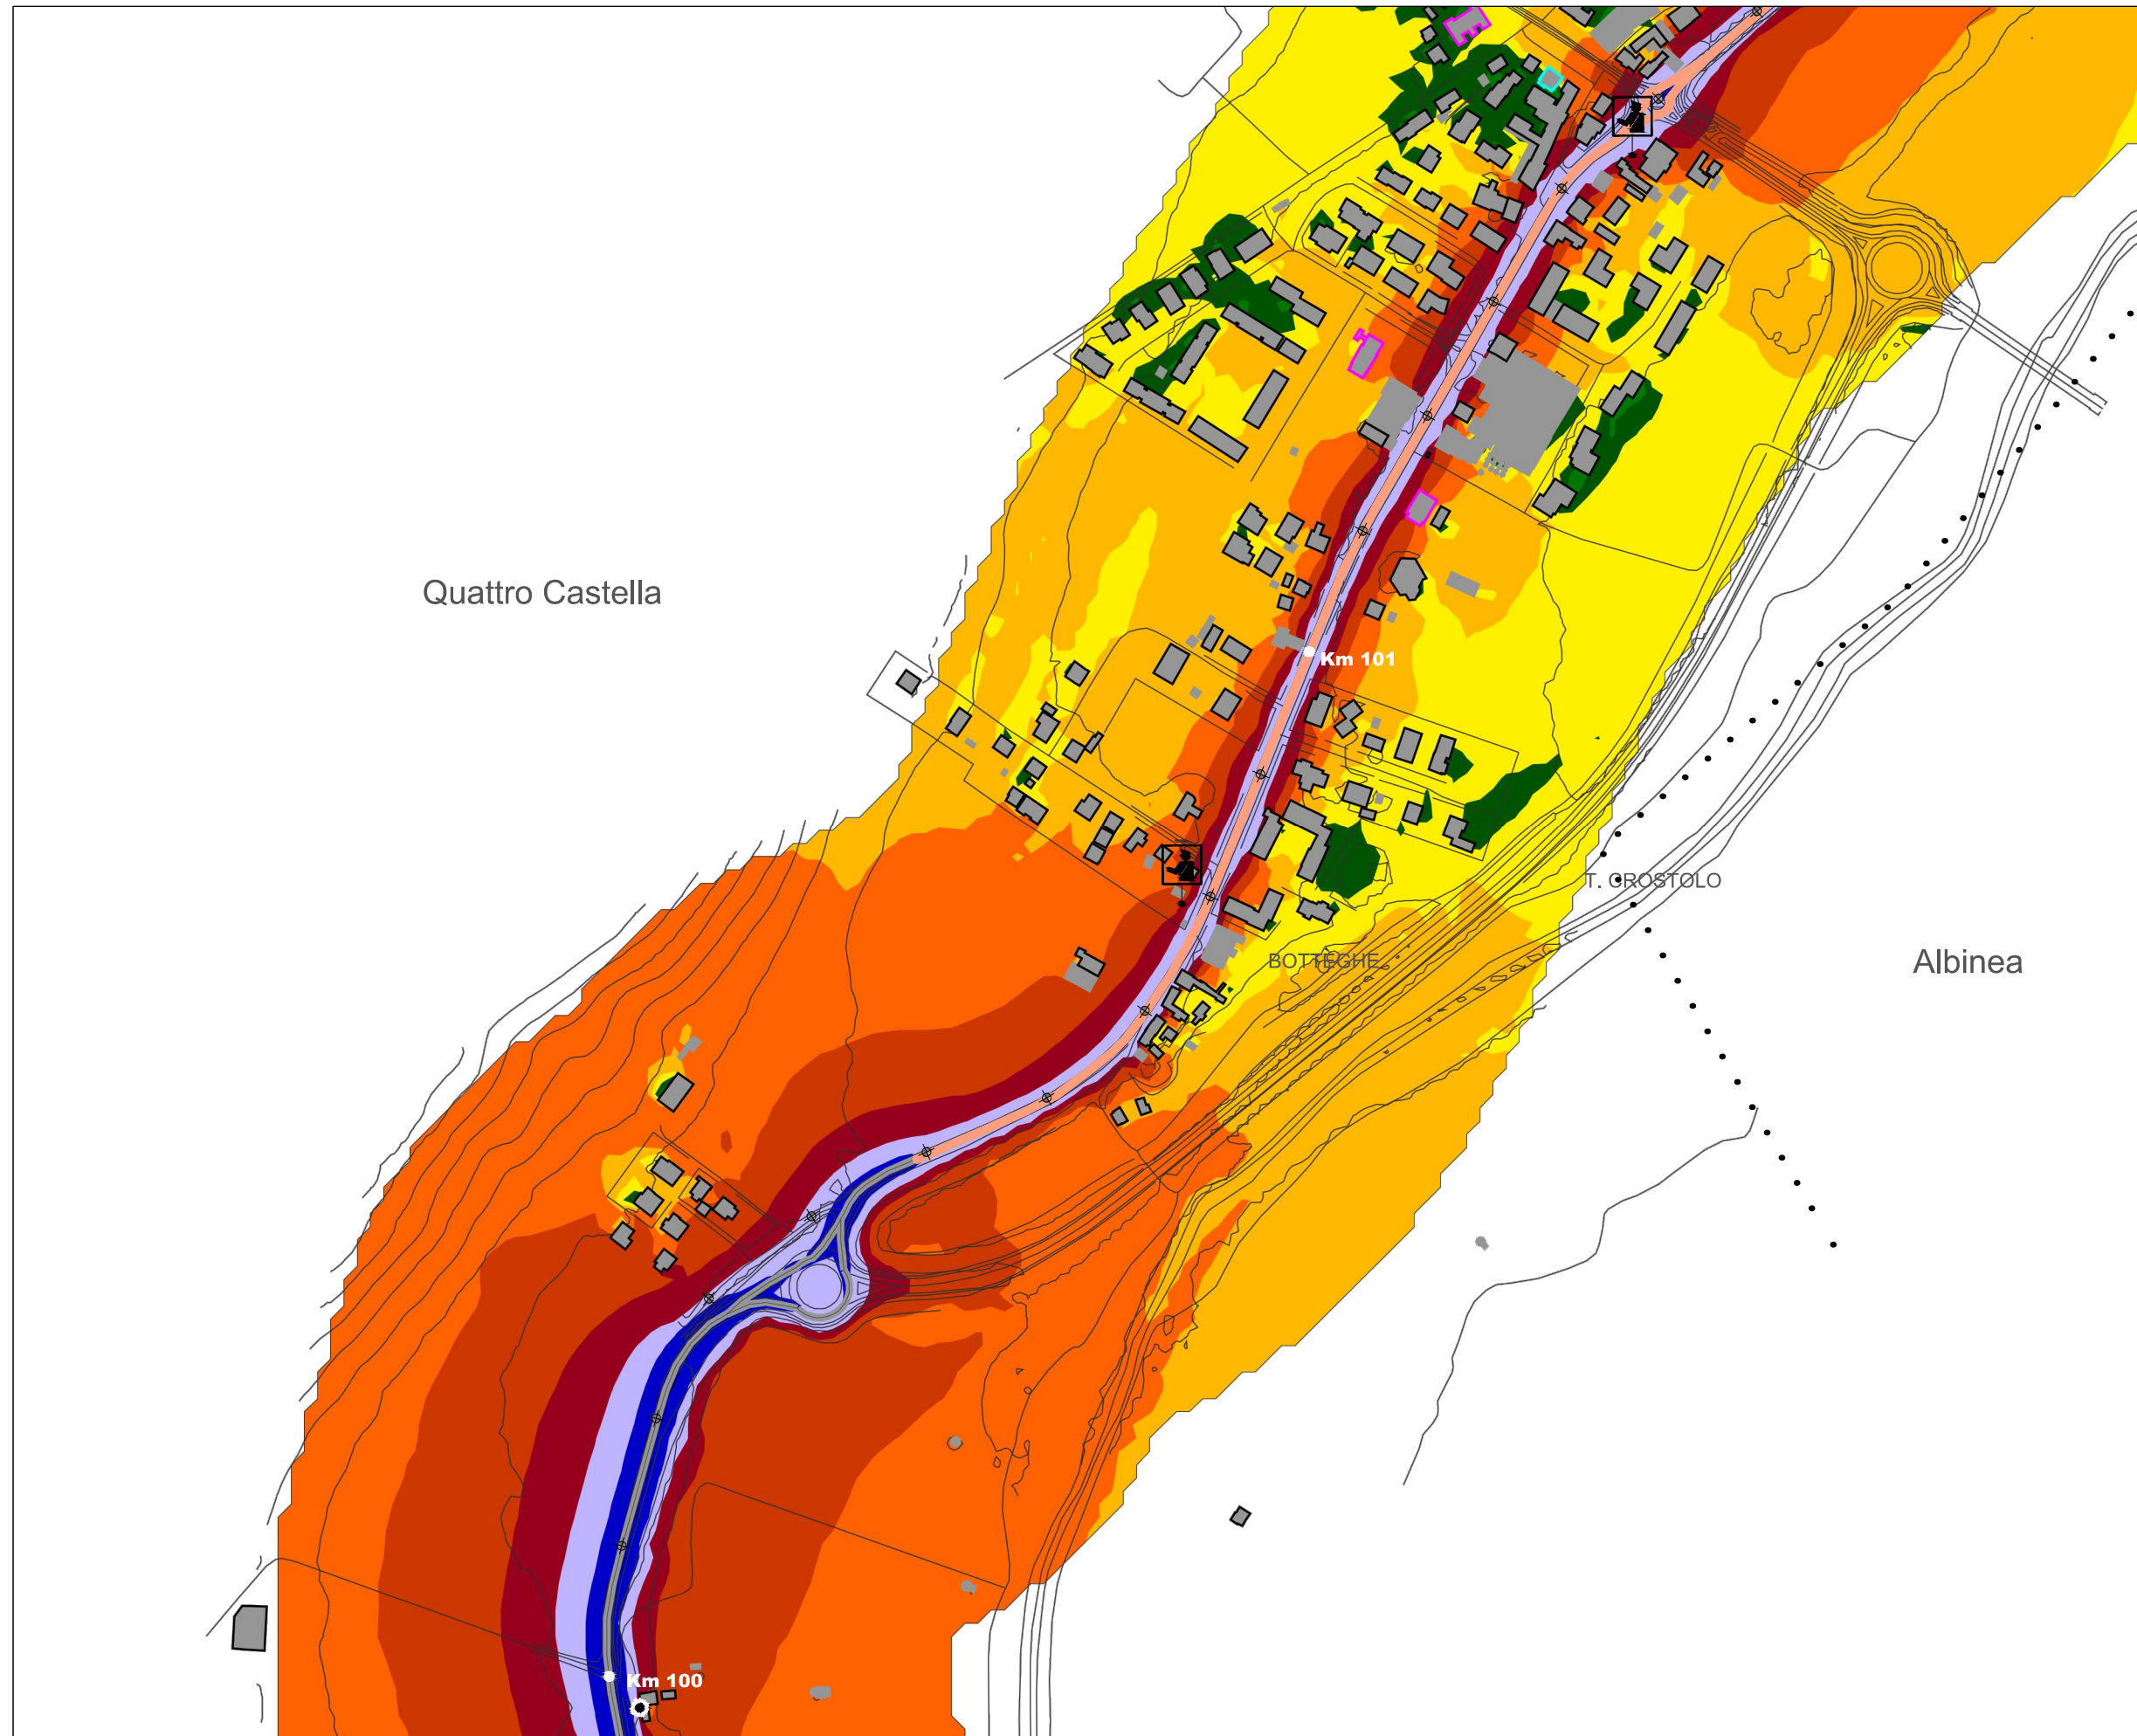 Quattro Castella
Km 101
T. CROSTOLO
BOTTEGHE
Albinea
Km 100